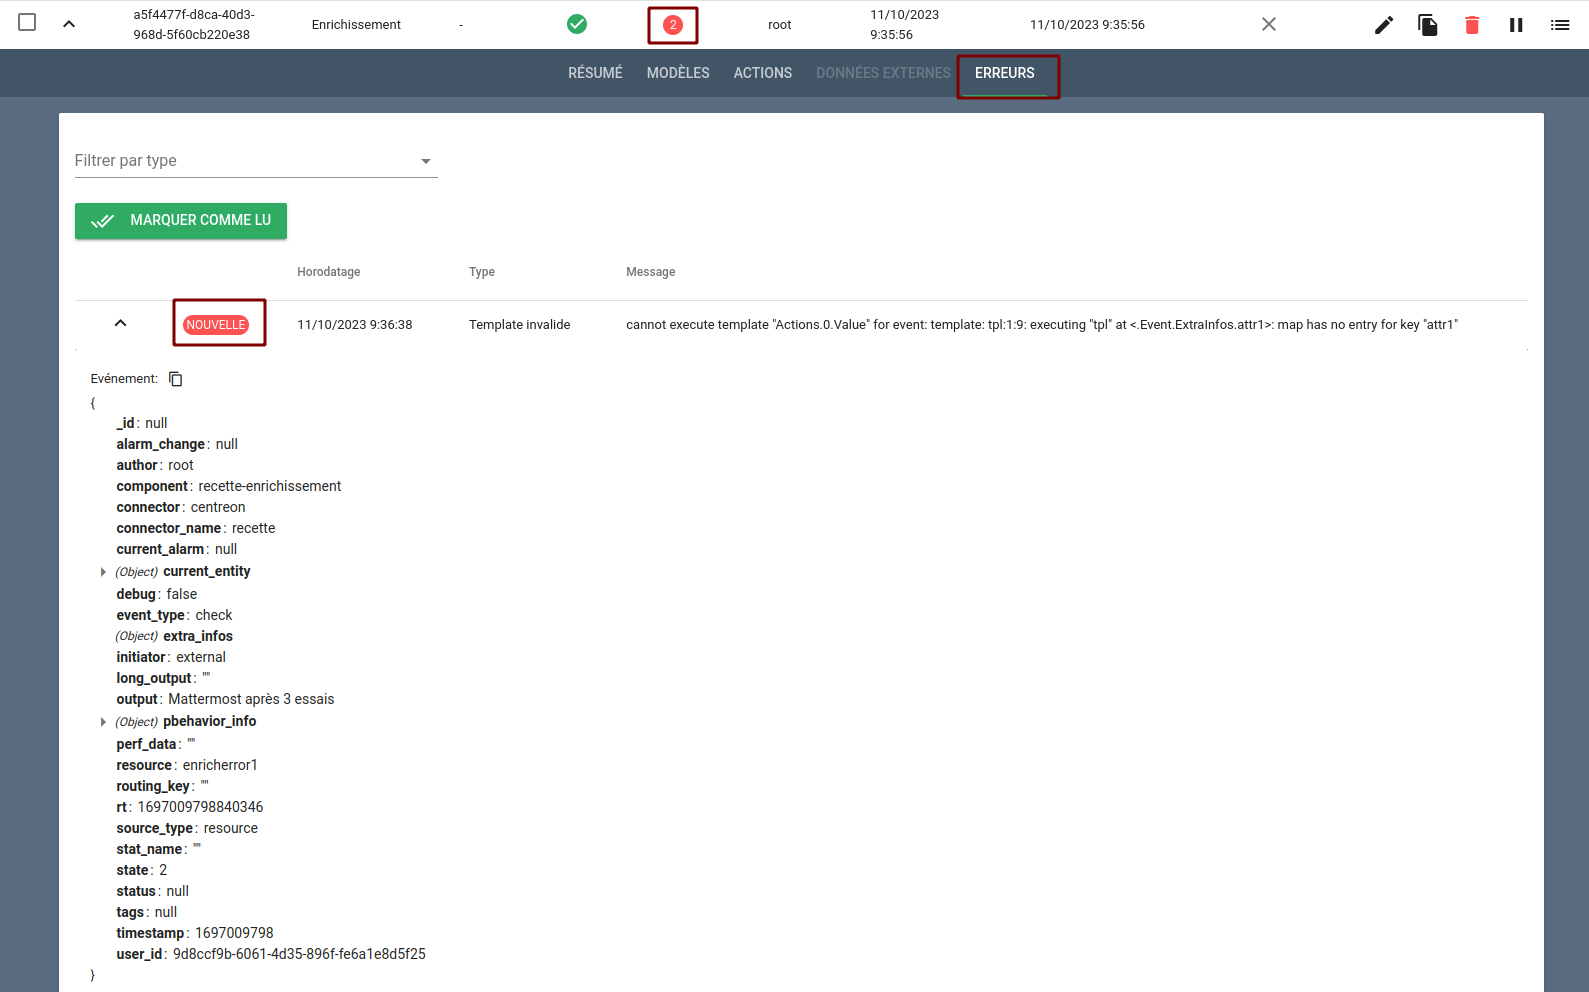 a5f4477f-d8ca-40d3-968d-5f60cb220e38 Enrichissement - 2 root 11/10/2023 9:35:56 11/10/2023 9:35:56
RÉSUMÉ MODÈLES ACTIONS DONNÉES EXTERNES ERREURS
Filtrer par type
MARQUER COMME LU
Horodatage Type Message
NOUVELLE 11/10/2023 9:36:38 Template invalide cannot execute template "Actions.0.Value" for event: template: tpl:1:9: executing "tpl" at <.Event.ExtraInfos.attr1>: map has no entry for key "attr1"
Evénement:
{
_id: null
alarm_change: null
author: root
component: recette-enrichissement
connector: centreon
connector_name: recette
current_alarm: null
(Object) current_entity
debug: false
event_type: check
(Object) extra_infos
initiator: external
long_output: ""
output: Mattermost après 3 essais
(Object) pbehavior_info
perf_data: ""
resource: enricherror1
routing_key: ""
rt: 1697009798840346
source_type: resource
stat_name: ""
state: 2
status: null
tags: null
timestamp: 1697009798
user_id: 9d8ccf9b-6061-4d35-896f-fe6a1e8d5f25
}